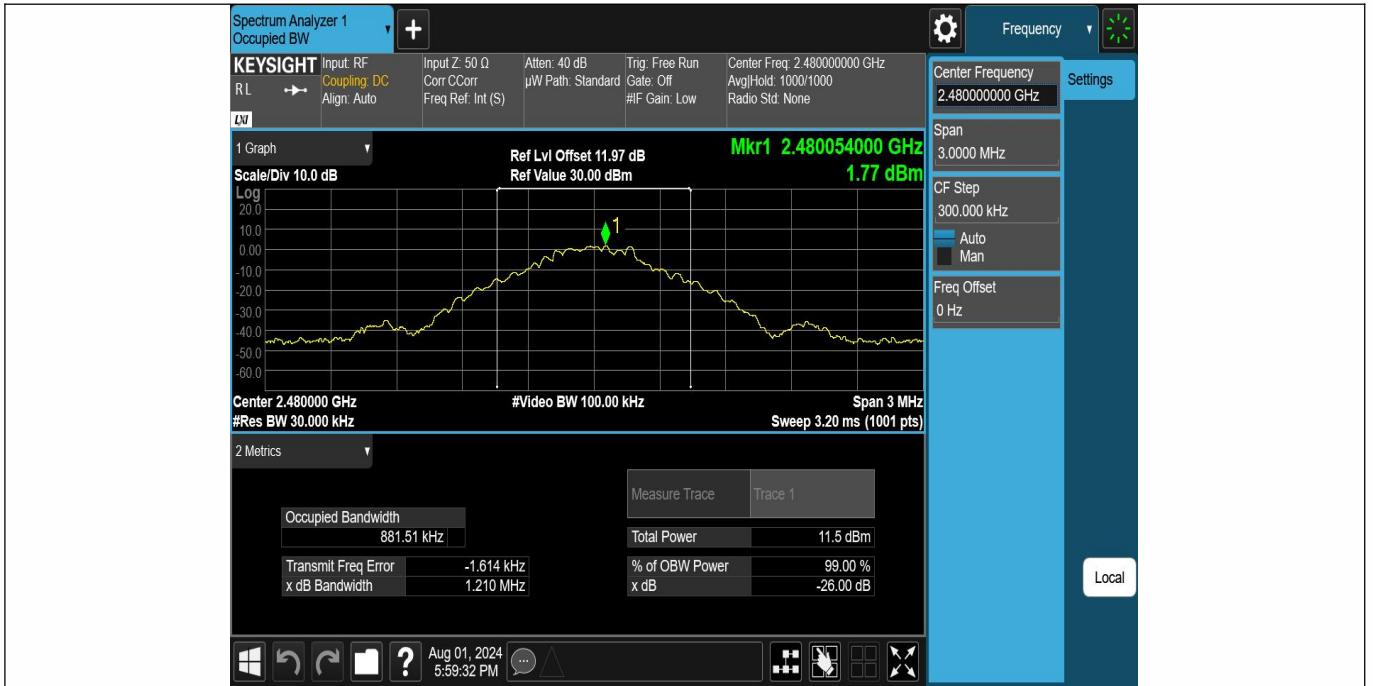 Spectrum Analyzer 1
Occupied BW
+
Frequency
KEYSIGHT
RL
LXI
Input: RF
Coupling: DC
Align: Auto
Input Z: 50 Ω
Corr CCorr
Freq Ref: Int (S)
Atten: 40 dB
µW Path: Standard
Trig: Free Run
Gate: Off
#IF Gain: Low
Center Freq: 2.480000000 GHz
Avg|Hold: 1000/1000
Radio Std: None
Center Frequency
2.480000000 GHz
Settings
Span
3.0000 MHz
CF Step
300.000 kHz
Auto
Man
Freq Offset
0 Hz
Local
1 Graph
Scale/Div 10.0 dB
Ref Lvl Offset 11.97 dB
Ref Value 30.00 dBm
Mkr1 2.480054000 GHz
1.77 dBm
Log
20.0
10.0
0.00
-10.0
-20.0
-30.0
-40.0
-50.0
-60.0
1
Center 2.480000 GHz
#Video BW 100.00 kHz
Span 3 MHz
#Res BW 30.000 kHz
Sweep 3.20 ms (1001 pts)
2 Metrics
Measure Trace Trace 1
Occupied Bandwidth
881.51 kHz
Total Power 11.5 dBm
Transmit Freq Error -1.614 kHz
% of OBW Power 99.00 %
x dB Bandwidth 1.210 MHz
x dB -26.00 dB
?
Aug 01, 2024
5:59:32 PM